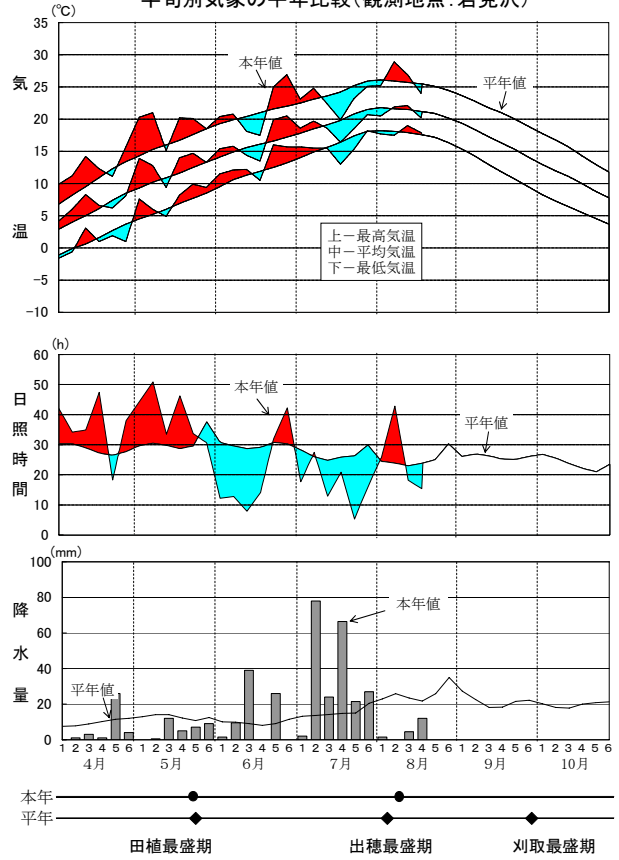 半旬別気象の平年比較(観測地点:岩見沢)
(℃)
35
30
25
20
15
10
5
0
-5
-10
気温
本年値
平年値
上-最高気温
中-平均気温
下-最低気温
(h)
60
50
40
30
20
10
0
日照時間
本年値
平年値
(mm)
100
80
60
40
20
0
降水量
平年値
本年値
1 2 3 4 5 6 1 2 3 4 5 6 1 2 3 4 5 6 1 2 3 4 5 6 1 2 3 4 5 6 1 2 3 4 5 6 1 2 3 4 5 6
4月 5月 6月 7月 8月 9月 10月
本年
平年
田植最盛期 出穂最盛期 刈取最盛期